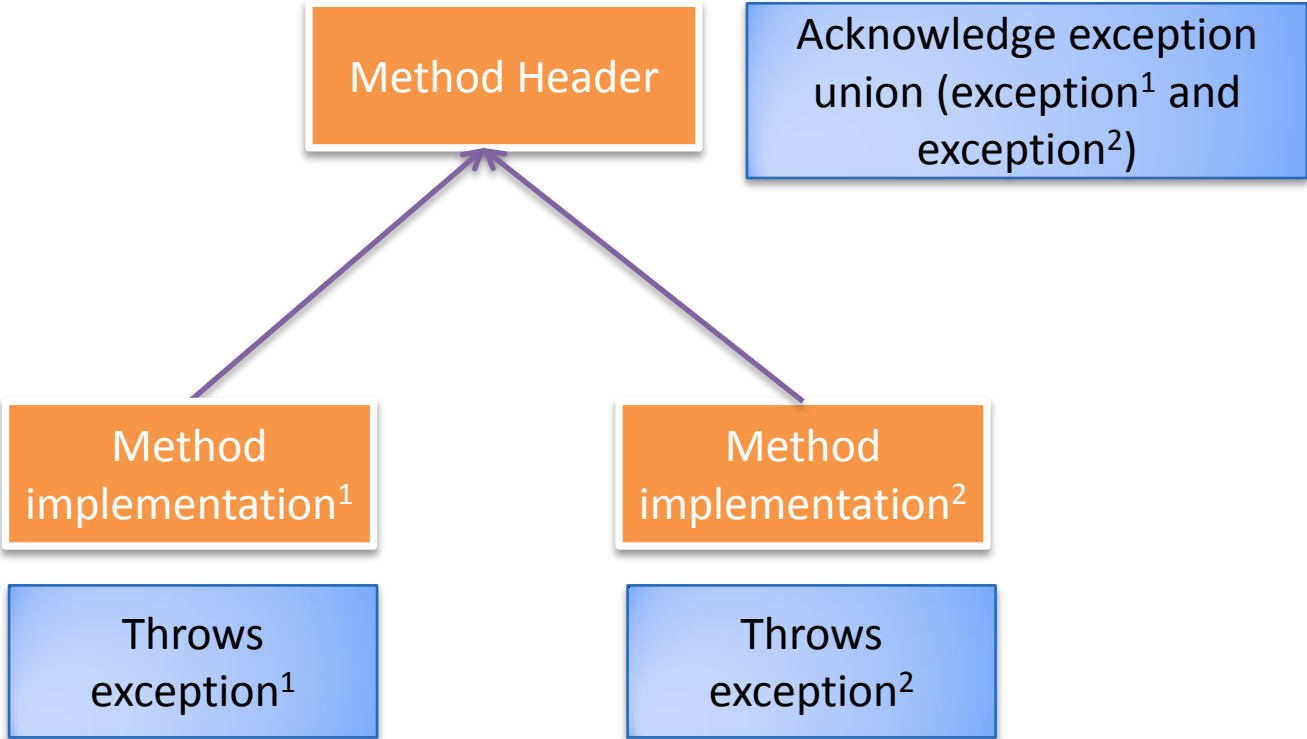 Method Header
Acknowledge exception
union (exception¹ and
exception²)
Method
implementation¹
Method
implementation²
Throws
exception¹
Throws
exception²